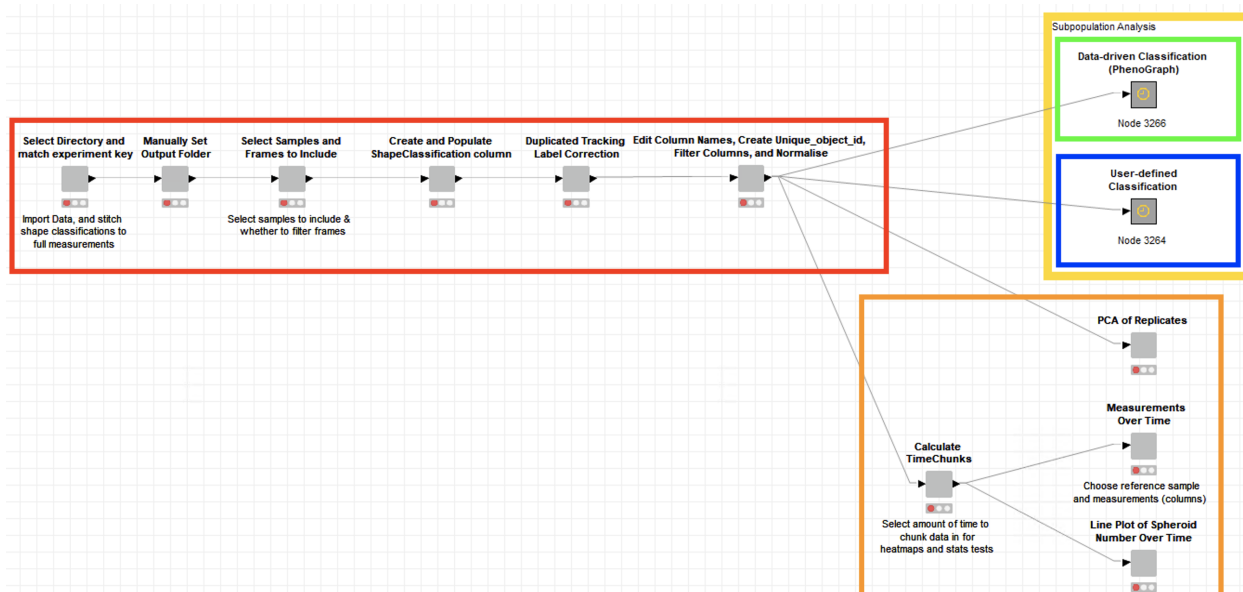 Subpopulation Analysis
Data-driven Classification
(PhenoGraph)
Node 3266
User-defined
Classification
Node 3264
Select Directory and
match experiment key
Import Data, and stitch
shape classifications to
full measurements
Manually Set
Output Folder
Select Samples and
Frames to Include
Select samples to include &
whether to filter frames
Create and Populate
ShapeClassification column
Duplicated Tracking
Label Correction
Edit Column Names, Create Unique_object_id,
Filter Columns, and Normalise
PCA of Replicates
Measurements
Over Time
Choose reference sample
and measurements (columns)
Calculate
TimeChunks
Select amount of time to
chunk data in for
heatmaps and stats tests
Line Plot of Spheroid
Number Over Time